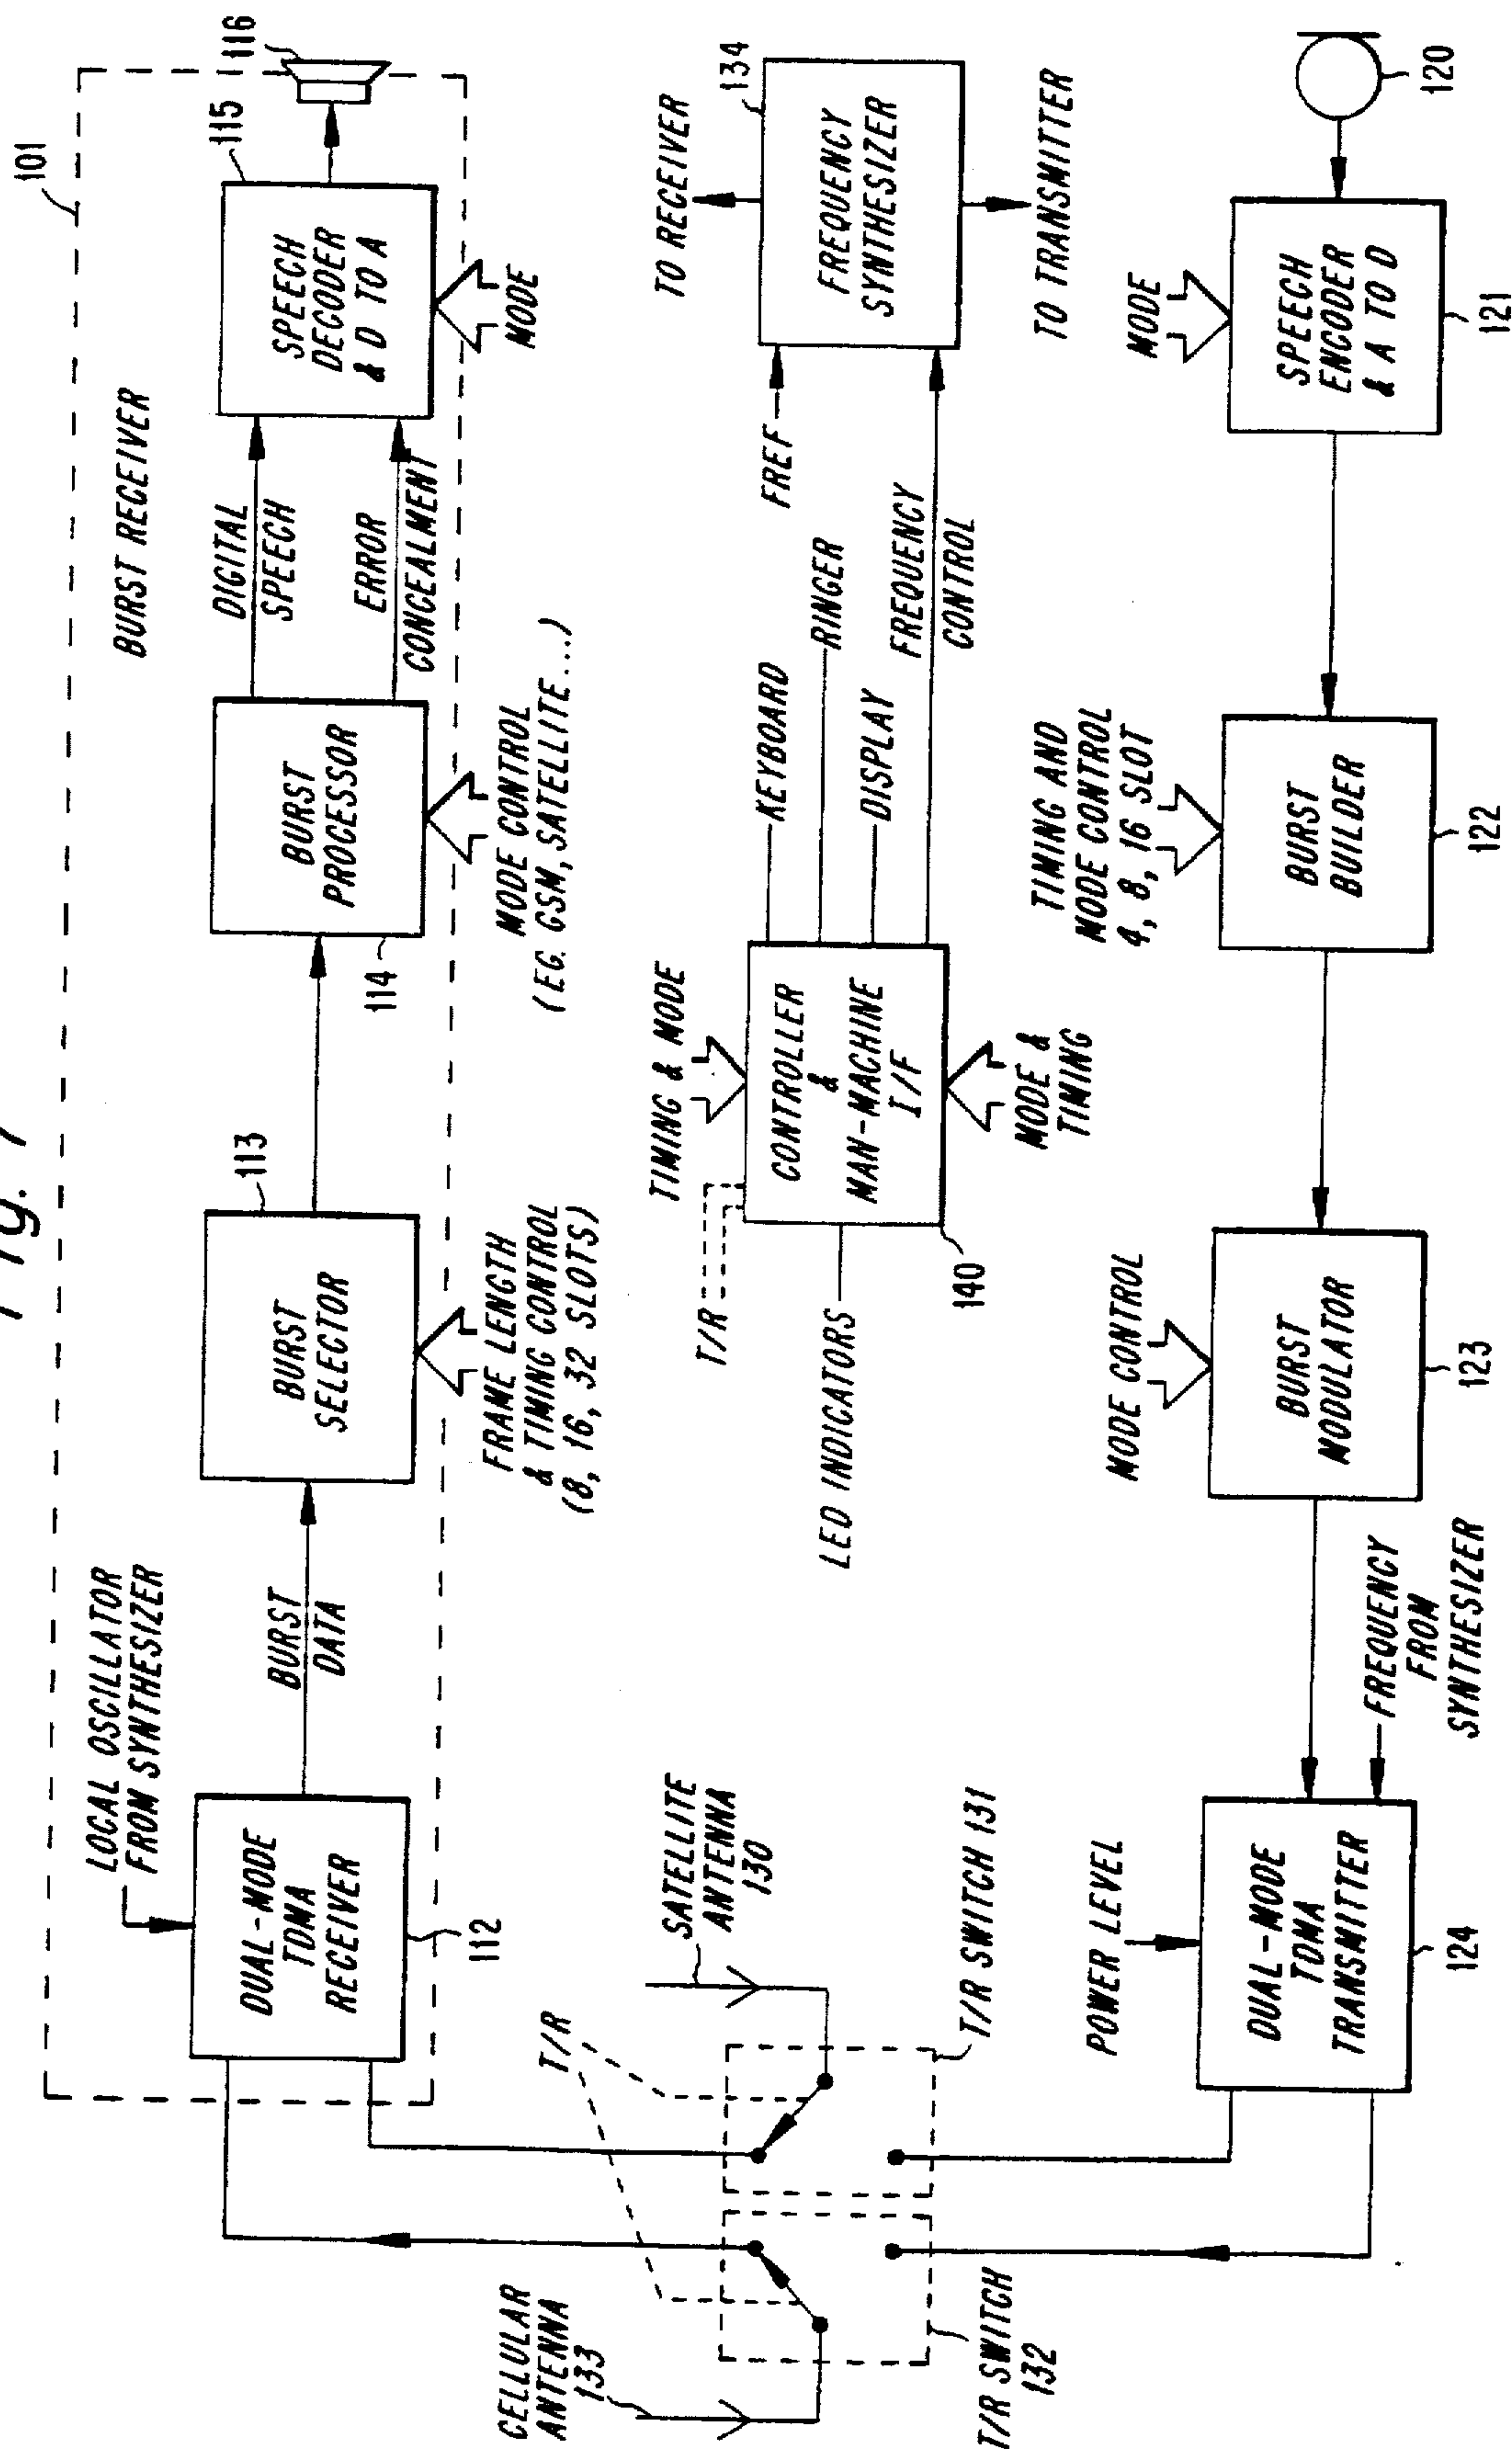 Fig. 7
101
BURST RECEIVER
LOCAL OSCILLATOR
FROM SYNTHESIZER
DUAL-MODE
TDMA
RECEIVER
112
BURST
DATA
BURST
SELECTOR
113
FRAME LENGTH
& TIMING CONTROL
(8, 16, 32 SLOTS)
BURST
PROCESSOR
114
MODE CONTROL
(EG. GSM, SATELLITE...)
DIGITAL
SPEECH
ERROR
CONCEALMENT
SPEECH
DECODER
& D TO A
115
MODE
116
CELLULAR
ANTENNA
133
T/R
SATELLITE
ANTENNA
130
T/R SWITCH 131
T/R SWITCH
132
T/R
LED INDICATORS
TIMING & MODE
CONTROLLER
&
MAN-MACHINE
I/F
140
MODE &
TIMING
KEYBOARD
RINGER
DISPLAY
FREQUENCY
CONTROL
FREF
TO RECEIVER
FREQUENCY
SYNTHESIZER
134
TO TRANSMITTER
POWER LEVEL
DUAL-MODE
TDMA
TRANSMITTER
124
FREQUENCY
FROM
SYNTHESIZER
MODE CONTROL
BURST
MODULATOR
123
TIMING AND
MODE CONTROL
4, 8, 16 SLOT
BURST
BUILDER
122
MODE
SPEECH
ENCODER
& A TO D
121
120